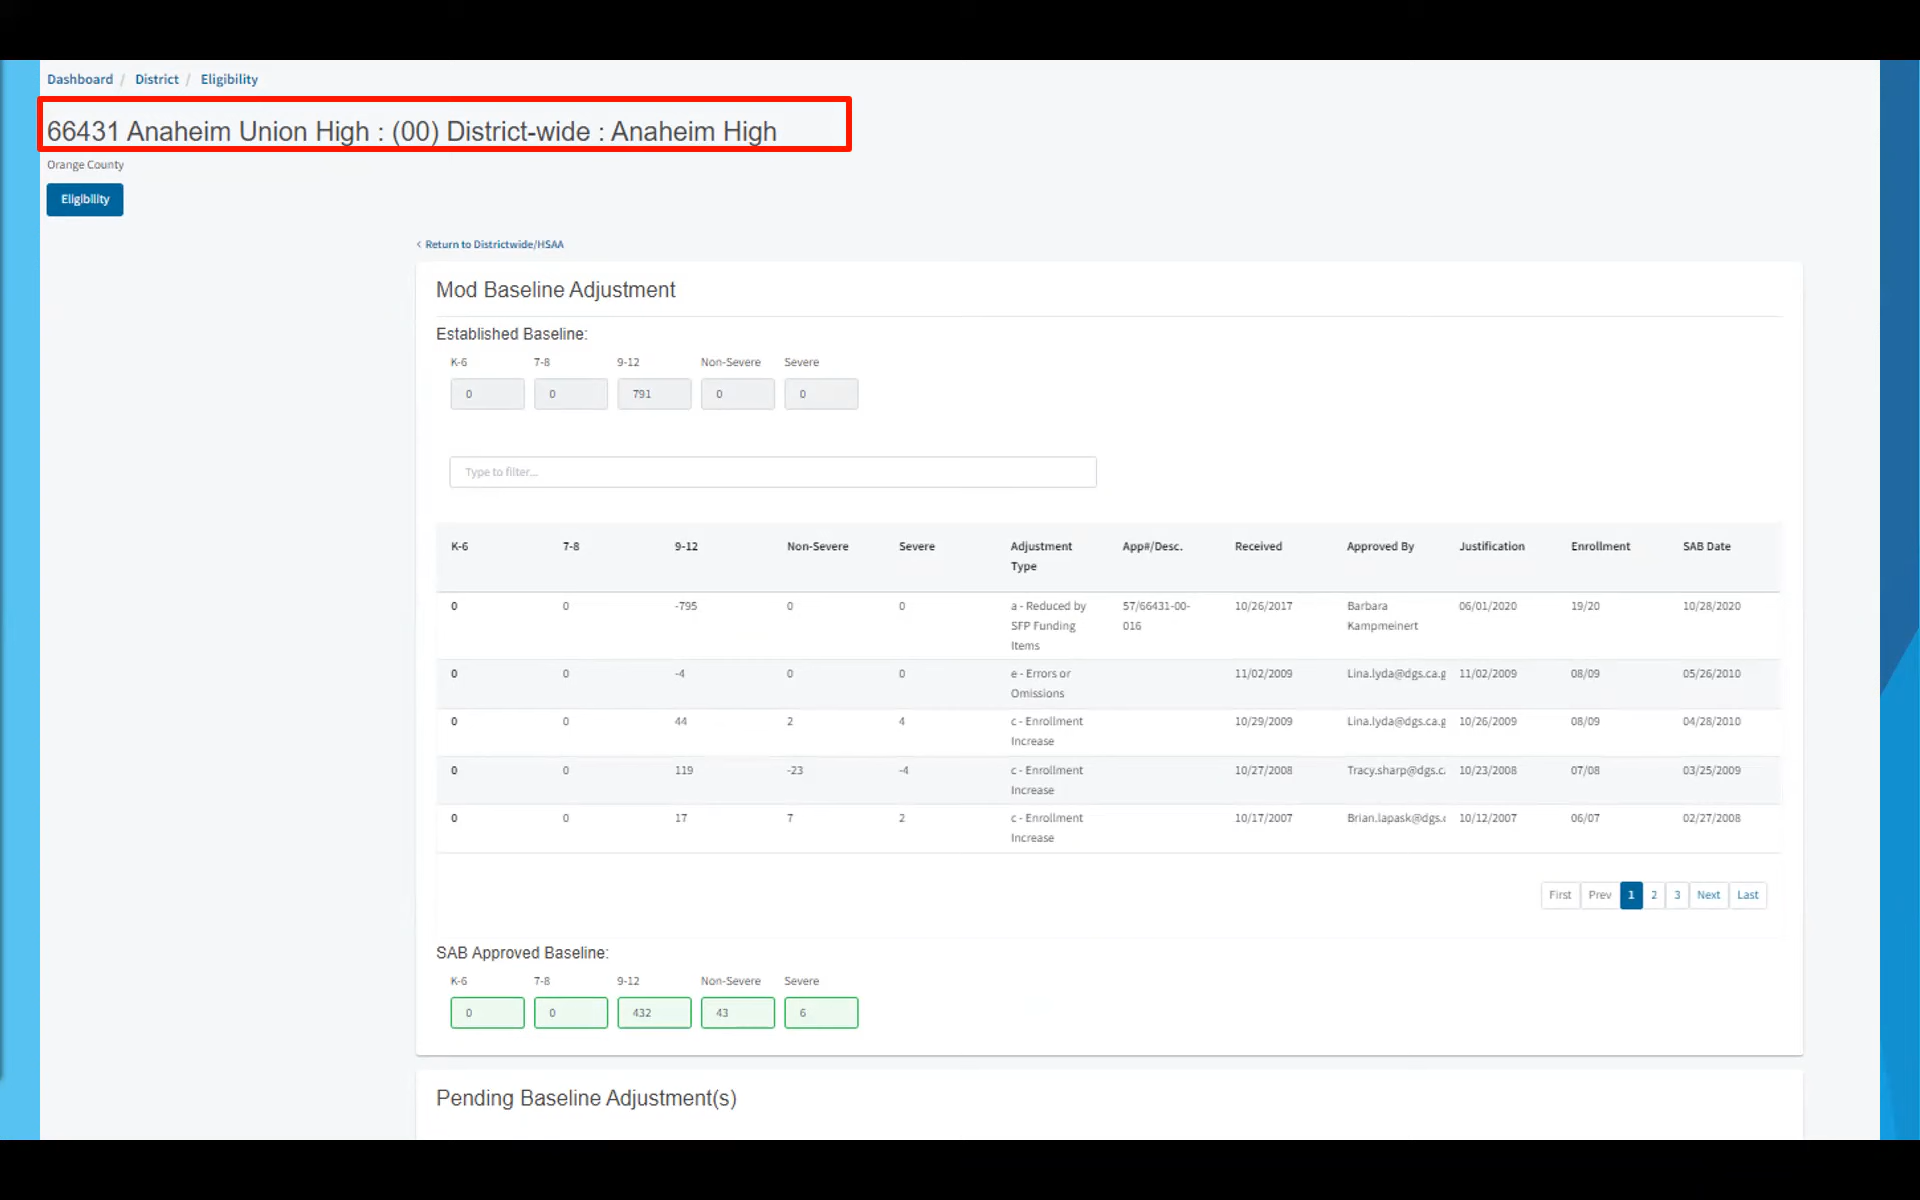 Dashboard / District / Eligibility
66431 Anaheim Union High : (00) District-wide : Anaheim High
Orange County
Eligibility
< Return to Districtwide/HSAA
Mod Baseline Adjustment
Established Baseline:
K-6 7-8 9-12 Non-Severe Severe
0 0 791 0 0
Type to filter...
K-6 7-8 9-12 Non-Severe Severe Adjustment App#/Desc. Received Approved By Justification Enrollment SAB Date
Type
0 0 -795 0 0 a - Reduced by 57/66431-00- 10/26/2017 Barbara 06/01/2020 19/20 10/28/2020
SFP Funding 016 Kampmeinert
Items
0 0 -4 0 0 e - Errors or 11/02/2009 Lina.lyda@dgs.ca.g 11/02/2009 08/09 05/26/2010
Omissions
0 0 44 2 4 c - Enrollment 10/29/2009 Lina.lyda@dgs.ca.g 10/26/2009 08/09 04/28/2010
Increase
0 0 119 -23 -4 c - Enrollment 10/27/2008 Tracy.sharp@dgs.c 10/23/2008 07/08 03/25/2009
Increase
0 0 17 7 2 c - Enrollment 10/17/2007 Brian.lapask@dgs. 10/12/2007 06/07 02/27/2008
Increase
First Prev 1 2 3 Next Last
SAB Approved Baseline:
K-6 7-8 9-12 Non-Severe Severe
0 0 432 43 6
Pending Baseline Adjustment(s)